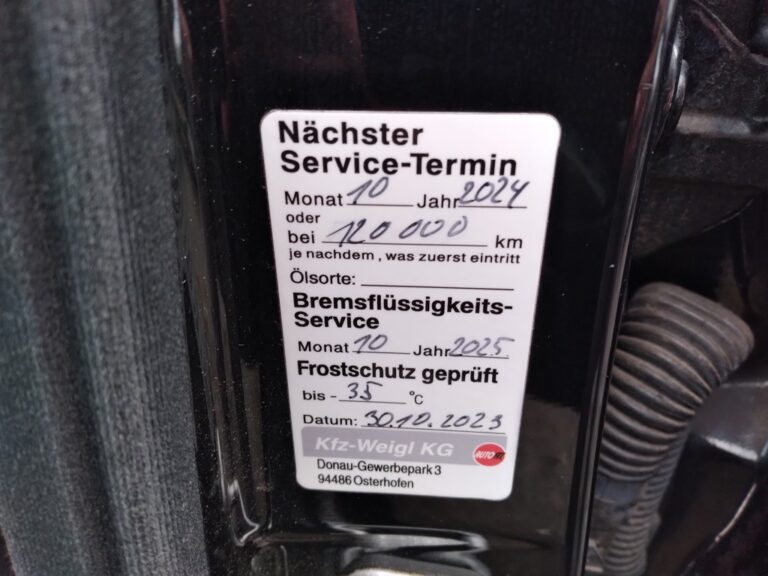 Nächster
Service-Termin
Monat 10 Jahr 2024
oder
bei 120 000 km
je nachdem, was zuerst eintritt
Ölsorte:
Bremsflüssigkeits-
Service
Monat 10 Jahr 2025
Frostschutz geprüft
bis - 35 °C
Datum: 30.10.2023
Kfz-Weigl KG
Donau-Gewerbepark 3
94486 Osterhofen